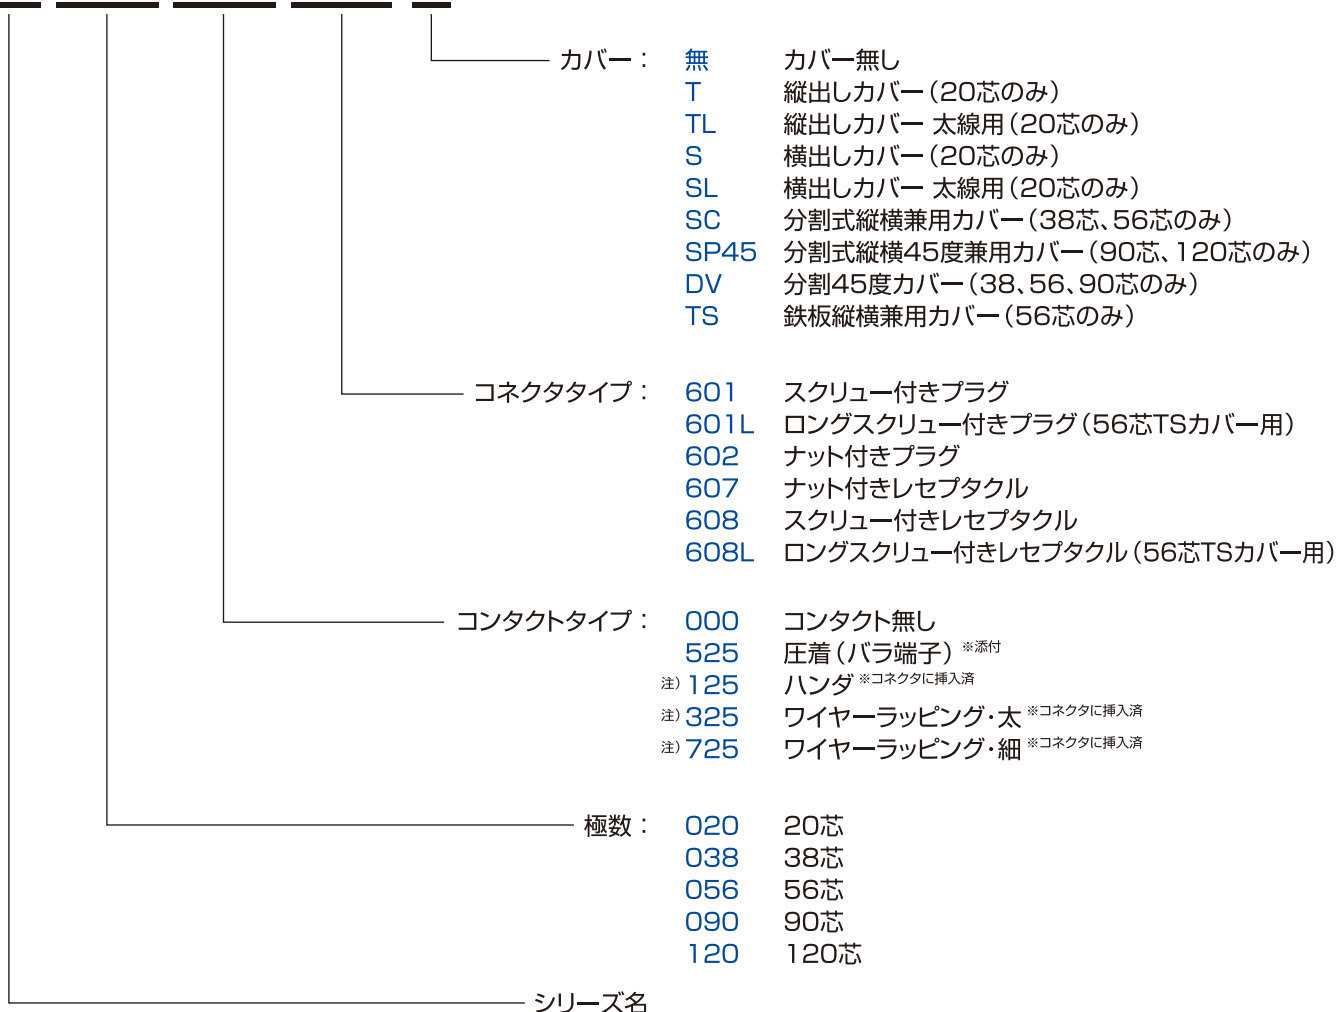 カバー： 無 カバー無し
T 縦出しカバー（20芯のみ）
TL 縦出しカバー 太線用（20芯のみ）
S 横出しカバー（20芯のみ）
SL 横出しカバー 太線用（20芯のみ）
SC 分割式縦横兼用カバー（38芯、56芯のみ）
SP45 分割式縦横45度兼用カバー（90芯、120芯のみ）
DV 分割45度カバー（38、56、90芯のみ）
TS 鉄板縦横兼用カバー（56芯のみ）
コネクタタイプ： 601 スクリュー付きプラグ
601L ロングスクリュー付きプラグ（56芯TSカバー用）
602 ナット付きプラグ
607 ナット付きレセプタクル
608 スクリュー付きレセプタクル
608L ロングスクリュー付きレセプタクル（56芯TSカバー用）
コンタクトタイプ： 000 コンタクト無し
525 圧着（バラ端子）※添付
注）125 ハンダ ※コネクタに挿入済
注）325 ワイヤーラッピング・太 ※コネクタに挿入済
注）725 ワイヤーラッピング・細 ※コネクタに挿入済
極数： 020 20芯
038 38芯
056 56芯
090 90芯
120 120芯
シリーズ名